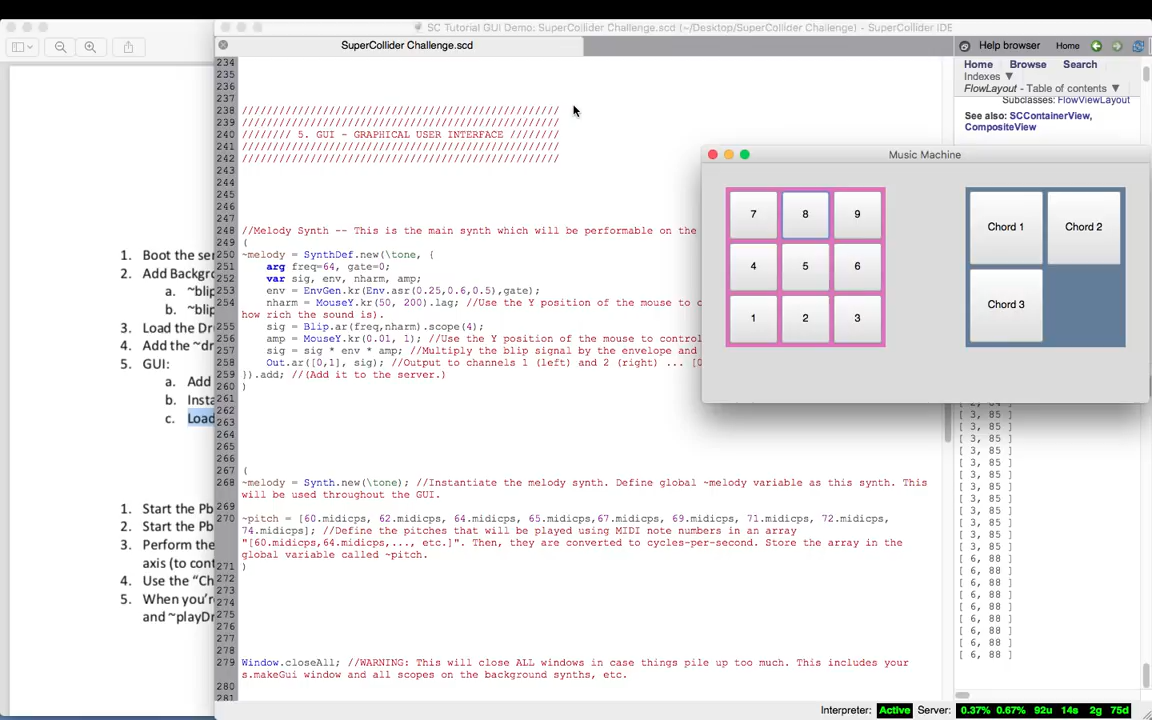 SC Tutorial GUI Demo: SuperCollider Challenge.scd (~/Desktop/SuperCollider Challenge) - SuperCollider IDE
SuperCollider Challenge.scd
Help browser Home
Home Browse Search
Indexes ▼
FlowLayout - Table of contents ▼
Subclasses: FlowViewLayout
See also: SCContainerView,
CompositeView
1. Boot the ser
2. Add Backgr
a. ~blip
b. ~blip
3. Load the Dr
4. Add the ~dr
5. GUI:
a. Add
b. Insta
c. Load
1. Start the Pb
2. Start the Pb
3. Perform the
axis (to cont
4. Use the “Ch
5. When you’r
and ~playDr
234
235
236
237
238 ///////////////////////////////////////////////////
239 ///////////////////////////////////////////////////
240 //////// 5. GUI - GRAPHICAL USER INTERFACE ////////
241 ///////////////////////////////////////////////////
242 ///////////////////////////////////////////////////
243
244
245
246
247
248 //Melody Synth -- This is the main synth which will be performable on the
249 (
250 ~melody = SynthDef.new(\tone, {
251 arg freq=64, gate=0;
252 var sig, env, nharm, amp;
253 env = EnvGen.kr(Env.asr(0.25,0.6,0.5),gate);
254 nharm = MouseY.kr(50, 200).lag; //Use the Y position of the mouse to c
how rich the sound is).
255 sig = Blip.ar(freq,nharm).scope(4);
256 amp = MouseY.kr(0.01, 1); //Use the Y position of the mouse to control
257 sig = sig * env * amp; //Multiply the blip signal by the envelope and
258 Out.ar([0,1], sig); //Output to channels 1 (left) and 2 (right) ... [0
259 }).add; //(Add it to the server.)
260 )
261
262
263
264
265
266
267 (
268 ~melody = Synth.new(\tone); //Instantiate the melody synth. Define global ~melody variable as this synth. This
will be used throughout the GUI.
269
270 ~pitch = [60.midicps, 62.midicps, 64.midicps, 65.midicps,67.midicps, 69.midicps, 71.midicps, 72.midicps,
74.midicps]; //Define the pitches that will be played using MIDI note numbers in an array
"[60.midicps,64.midicps,..., etc.]". Then, they are converted to cycles-per-second. Store the array in the
global variable called ~pitch.
271 )
272
273
274
275
276
277
278
279 Window.closeAll; //WARNING: This will close ALL windows in case things pile up too much. This includes your
s.makeGui window and all scopes on the background synths, etc.
280
281
Music Machine
7 8 9
4 5 6
1 2 3
Chord 1 Chord 2
Chord 3
[ 3, 85 ]
[ 3, 85 ]
[ 3, 85 ]
[ 3, 85 ]
[ 3, 85 ]
[ 3, 85 ]
[ 3, 85 ]
[ 3, 85 ]
[ 3, 85 ]
[ 3, 85 ]
[ 3, 85 ]
[ 3, 85 ]
[ 6, 88 ]
[ 6, 88 ]
[ 6, 88 ]
[ 6, 88 ]
[ 6, 88 ]
[ 6, 88 ]
[ 6, 88 ]
[ 6, 88 ]
[ 6, 88 ]
Interpreter: Active Server: 0.37% 0.67% 92u 14s 2g 75d